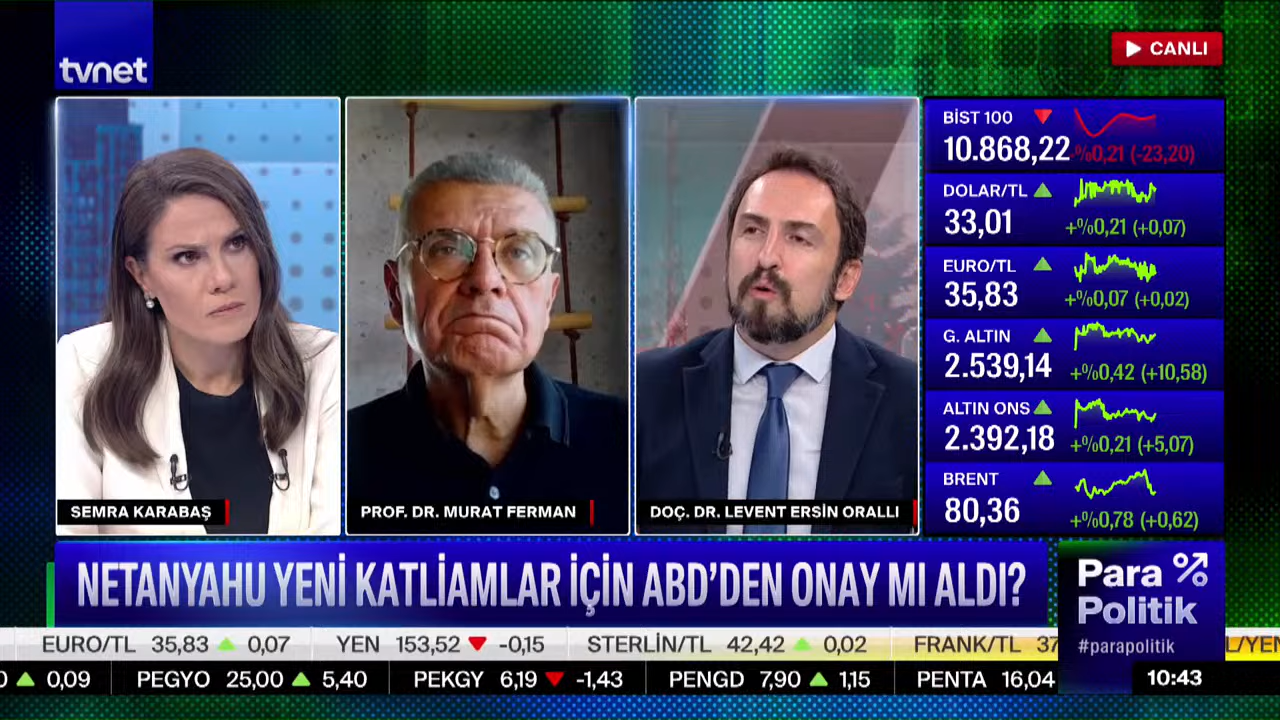 tvnet
CANLI
SEMRA KARABAŞ
PROF. DR. MURAT FERMAN
DOÇ. DR. LEVENT ERSİN ORALLI
BİST 100
10.868,22
-%0,21 (-23,20)
DOLAR/TL
33,01
+%0,21 (+0,07)
EURO/TL
35,83
+%0,07 (+0,02)
G. ALTIN
2.539,14
+%0,42 (+10,58)
ALTIN ONS
2.392,18
+%0,21 (+5,07)
BRENT
80,36
+%0,78 (+0,62)
NETANYAHU YENİ KATLİAMLAR İÇİN ABD'DEN ONAY MI ALDI?
Para %
Politik
#parapolitik
EURO/TL 35,83 0,07 YEN 153,52 -0,15 STERLİN/TL 42,42 0,02 FRANK/TL 37 L/YEN
0 0,09 PEGYO 25,00 5,40 PEKGY 6,19 -1,43 PENGD 7,90 1,15 PENTA 16,04
10:43